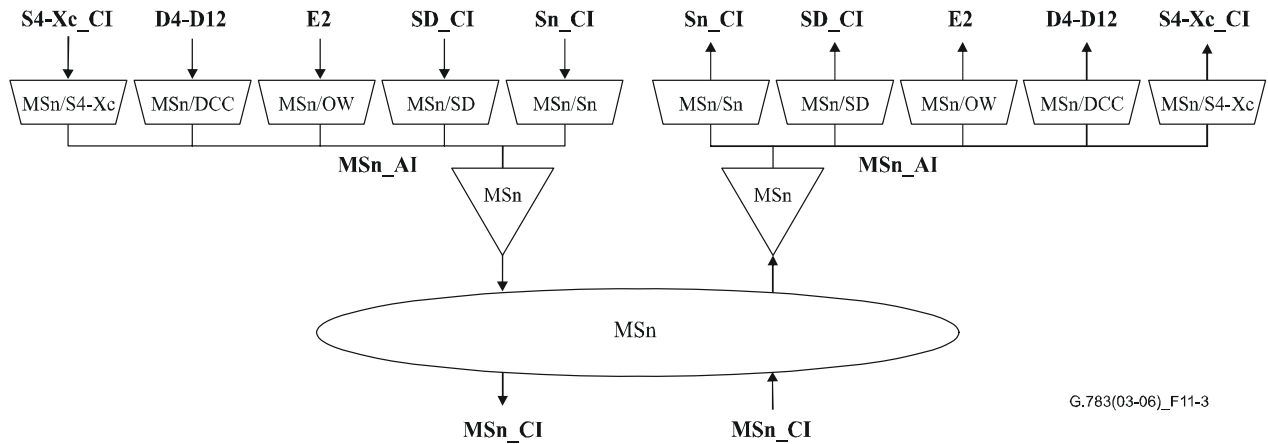 S4-Xc_CI D4-D12 E2 SD_CI Sn_CI Sn_CI SD_CI E2 D4-D12 S4-Xc_CI
MSn/S4-Xc MSn/DCC MSn/OW MSn/SD MSn/Sn MSn/Sn MSn/SD MSn/OW MSn/DCC MSn/S4-Xc
MSn_AI MSn_AI
MSn MSn
MSn
G.783(03-06)_F11-3
MSn_CI MSn_CI